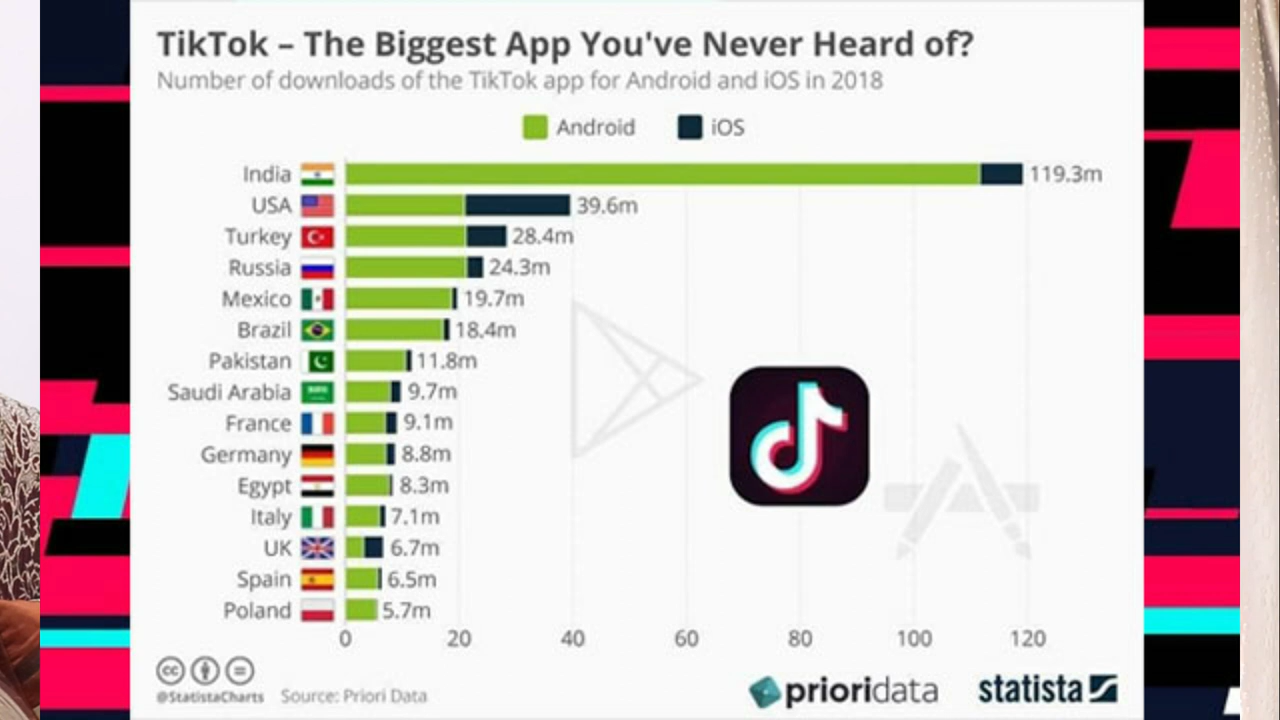 TikTok – The Biggest App You've Never Heard of?
Number of downloads of the TikTok app for Android and iOS in 2018
Android iOS
India 119.3m
USA 39.6m
Turkey 28.4m
Russia 24.3m
Mexico 19.7m
Brazil 18.4m
Pakistan 11.8m
Saudi Arabia 9.7m
France 9.1m
Germany 8.8m
Egypt 8.3m
Italy 7.1m
UK 6.7m
Spain 6.5m
Poland 5.7m
0 20 40 60 80 100 120
cc
@StatistaCharts Source: Priori Data
prioridata statista